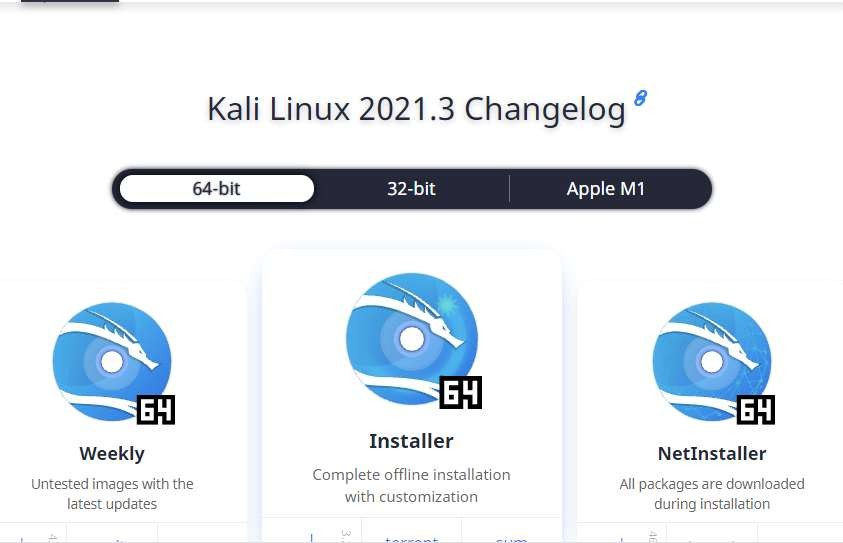 Kali Linux 2021.3 Changelog
64-bit
32-bit
Apple M1
64
64
64
Weekly
Installer
NetInstaller
Untested images with the
latest updates
Complete offline installation
with customization
All packages are downloaded
during installation
torrent
sum